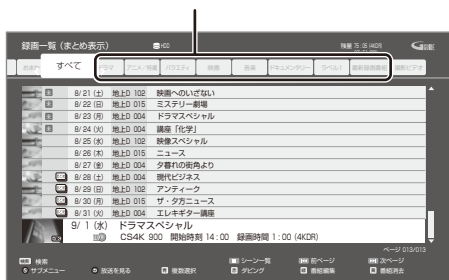 録画一覧 (まとめ表示)
HDD
残量 75:05 (4KDR)
G-GUIDE
すべて
ドラマ
アニメ/特撮
バラエティ
映画
音楽
ドキュメンタリー
ラベル1
最新録画番組
撮影ビデオ
8/21 (土) 地上D 102 映画へのいざない
8/22 (日) 地上D 015 ミステリー劇場
8/23 (月) 地上D 004 ドラマスペシャル
8/24 (火) 地上D 004 講座「化学」
8/25 (水) 地上D 102 映像スペシャル
8/26 (木) 地上D 015 ニュース
8/27 (金) 地上D 004 夕暮れの街角より
8/28 (土) 地上D 004 現代ビジネス
8/29 (日) 地上D 102 アンティーク
8/30 (月) 地上D 015 ザ・夕方ニュース
8/31 (火) 地上D 004 エレキギター講座
9/ 1 (水) ドラマスペシャル
CS4K 900 開始時刻 14:00 録画時間 1:00 (4KDR)
ページ 013/013
検索
シーン一覧
前ページ
次ページ
S サブメニュー
放送を見る
複数選択
ダビング
番組編集
番組消去